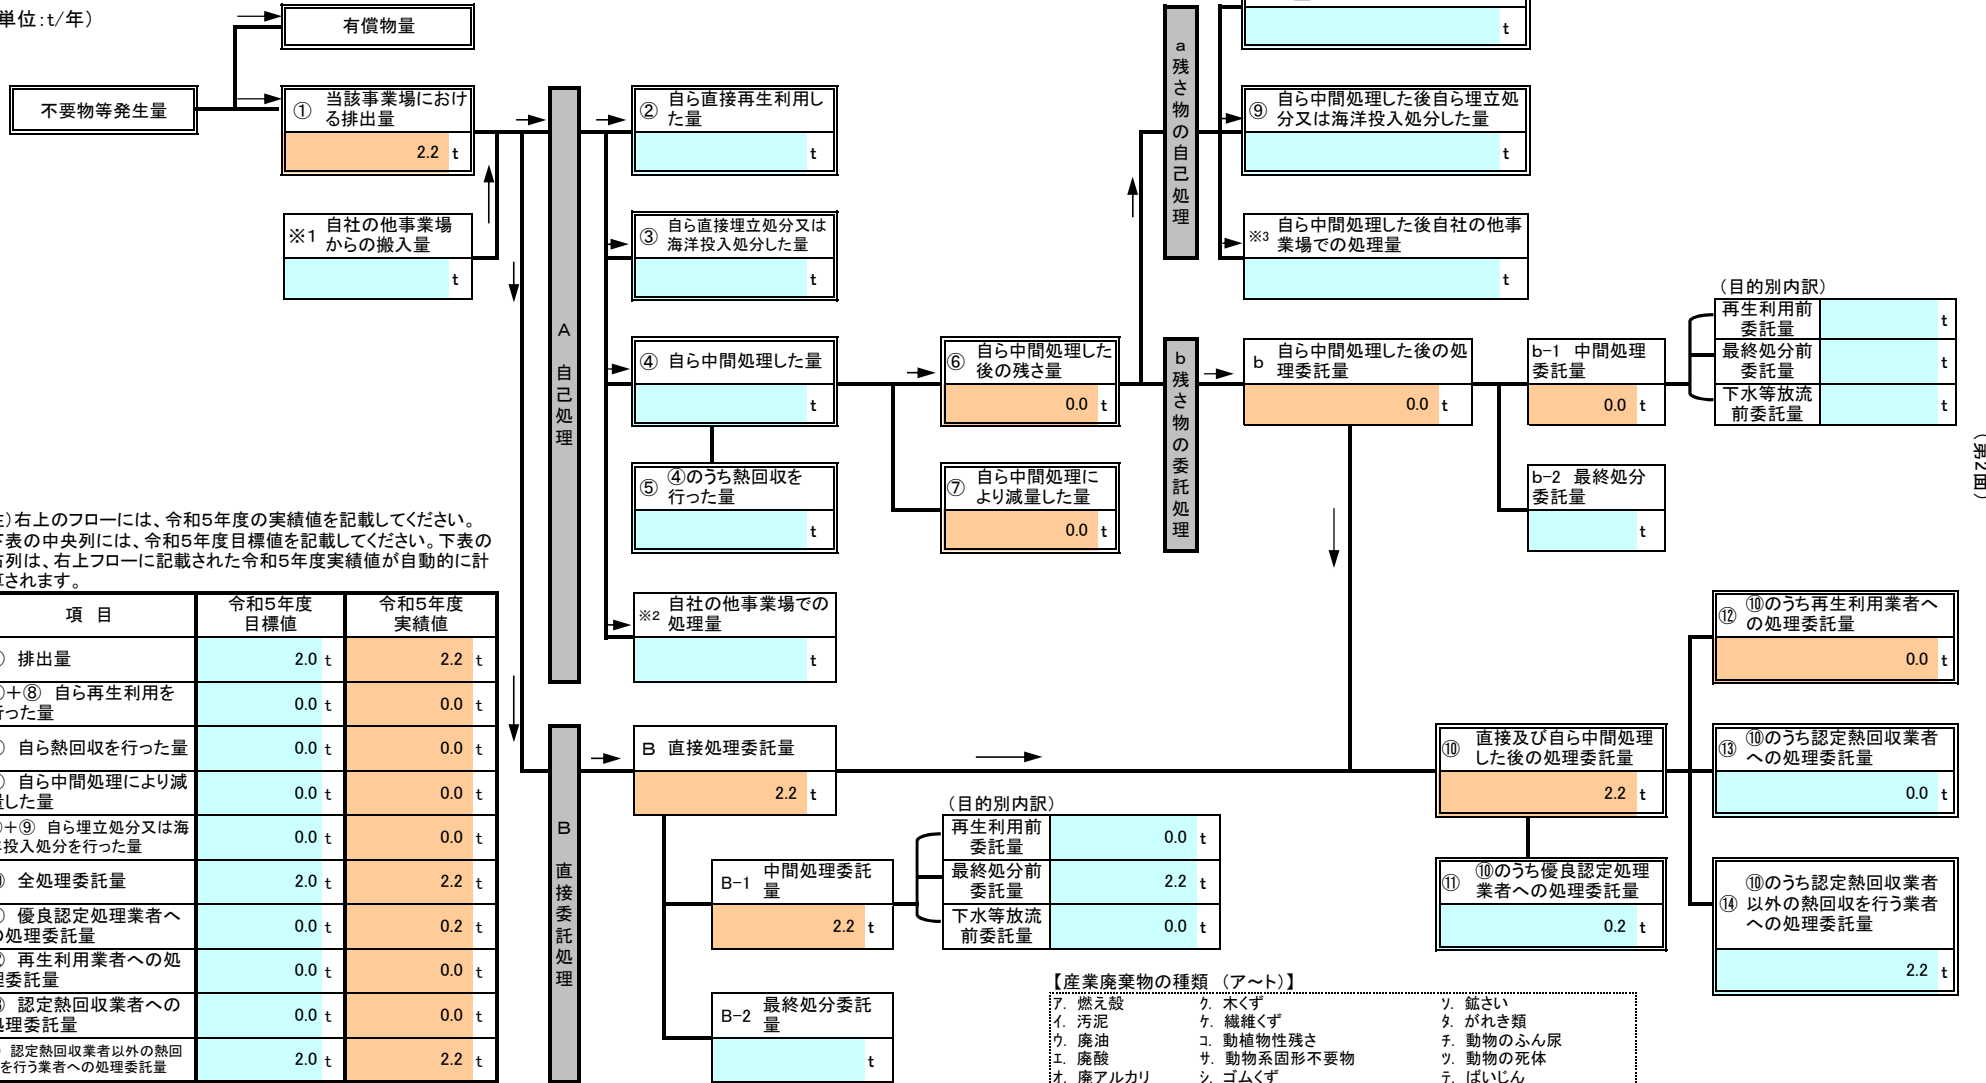 単位：t/年）
有償物量
不要物等発生量
① 当該事業場におけ
る排出量
2.2 t
※1 自社の他事業場
からの搬入量
t
A 自己処理
② 自ら直接再生利用し
た量
t
③ 自ら直接埋立処分又は
海洋投入処分した量
t
④ 自ら中間処理した量
t
⑤ ④のうち熱回収を
行った量
t
※2 自社の他事業場での
処理量
t
⑥ 自ら中間処理した
後の残さ量
0.0 t
⑦ 自ら中間処理に
より減量した量
0.0 t
a 残さ物の自己処理
t
⑨ 自ら中間処理した後自ら埋立処
分又は海洋投入処分した量
t
※3 自ら中間処理した後自社の他事
業場での処理量
t
b 残さ物の委託処理
b 自ら中間処理した後の処
理委託量
0.0 t
b-1 中間処理
委託量
0.0 t
b-2 最終処分
委託量
t
（目的別内訳）
再生利用前
委託量 t
最終処分前
委託量 t
下水等放流
前委託量 t
（第2面）
)右上のフローには、令和5年度の実績値を記載してください。
下表の中央列には、令和5年度目標値を記載してください。下表の
右列は、右上フローに記載された令和5年度実績値が自動的に計
算されます。
項 目 令和5年度
目標値 令和5年度
実績値
排出量 2.0 t 2.2 t
＋⑧ 自ら再生利用を
行った量 0.0 t 0.0 t
自ら熱回収を行った量 0.0 t 0.0 t
自ら中間処理により減
量した量 0.0 t 0.0 t
＋⑨ 自ら埋立処分又は海
洋投入処分を行った量 0.0 t 0.0 t
全処理委託量 2.0 t 2.2 t
優良認定処理業者へ
の処理委託量 0.0 t 0.2 t
再生利用業者への処
理委託量 0.0 t 0.0 t
認定熱回収業者への
処理委託量 0.0 t 0.0 t
認定熱回収業者以外の熱回
を行う業者への処理委託量 2.0 t 2.2 t
B 直接委託処理
B 直接処理委託量
2.2 t
B-1 中間処理委託
量
2.2 t
B-2 最終処分委託
量
t
（目的別内訳）
再生利用前
委託量 0.0 t
最終処分前
委託量 2.2 t
下水等放流
前委託量 0.0 t
⑩ 直接及び自ら中間処理
した後の処理委託量
2.2 t
⑪ ⑩のうち優良認定処理
業者への処理委託量
0.2 t
⑫ ⑩のうち再生利用業者へ
の処理委託量
0.0 t
⑬ ⑩のうち認定熱回収業者
への処理委託量
0.0 t
⑭ ⑩のうち認定熱回収業者
以外の熱回収を行う業者
への処理委託量
2.2 t
【産業廃棄物の種類 （ア～ト）】
ア. 燃え殻 ク. 木くず ソ. 鉱さい
イ. 汚泥 ケ. 繊維くず タ. がれき類
ウ. 廃油 コ. 動植物性残さ チ. 動物のふん尿
エ. 廃酸 サ. 動物系固形不要物 ツ. 動物の死体
オ. 廃アルカリ シ. ゴムくず テ. ばいじん